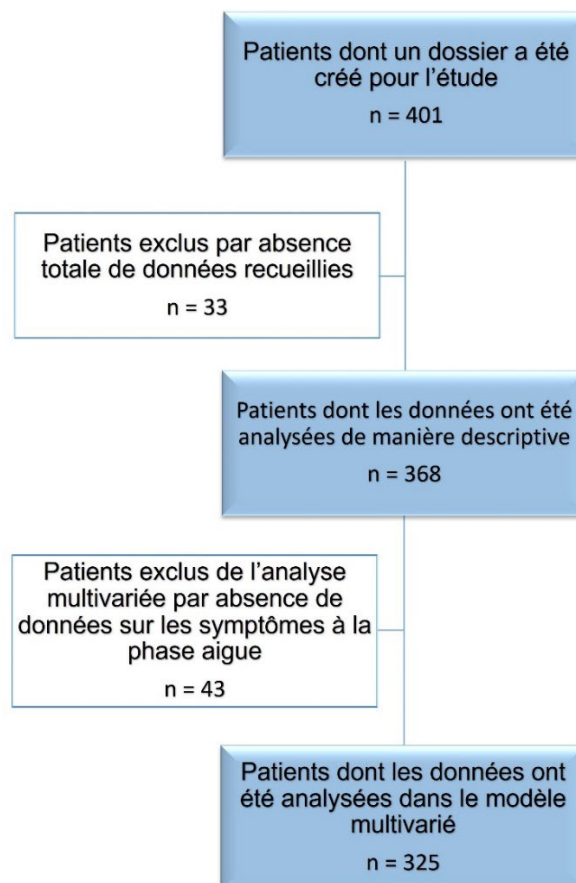 Patients dont un dossier a été
créé pour l’étude
n = 401
Patients exclus par absence
totale de données recueillies
n = 33
Patients dont les données ont été
analysées de manière descriptive
n = 368
Patients exclus de l’analyse
multivariée par absence de
données sur les symptômes à la
phase aigue
n = 43
Patients dont les données ont
été analysées dans le modèle
multivarié
n = 325